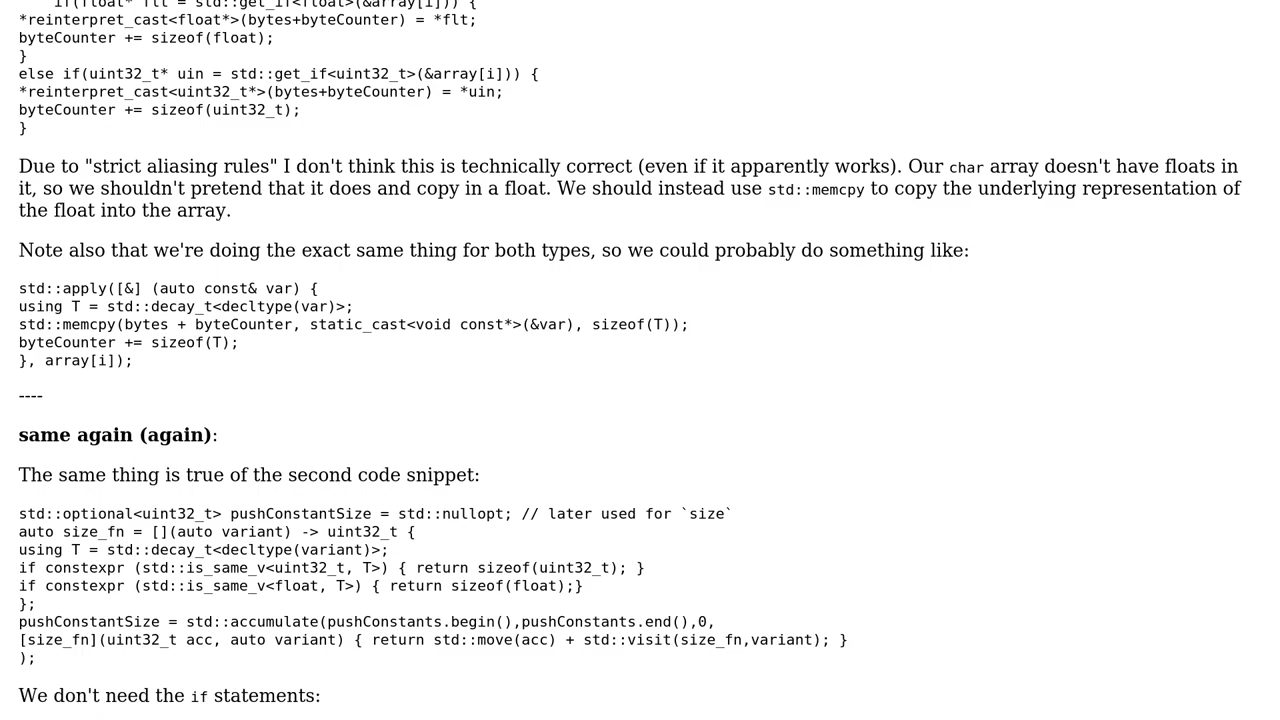 if(float* flt = std::get_if<float>(&array[i])) {
*reinterpret_cast<float*>(bytes+byteCounter) = *flt;
byteCounter += sizeof(float);
}
else if(uint32_t* uin = std::get_if<uint32_t>(&array[i])) {
*reinterpret_cast<uint32_t*>(bytes+byteCounter) = *uin;
byteCounter += sizeof(uint32_t);
}
Due to "strict aliasing rules" I don't think this is technically correct (even if it apparently works). Our char array doesn't have floats in
it, so we shouldn't pretend that it does and copy in a float. We should instead use std::memcpy to copy the underlying representation of
the float into the array.
Note also that we're doing the exact same thing for both types, so we could probably do something like:
std::apply([&] (auto const& var) {
using T = std::decay_t<decltype(var)>;
std::memcpy(bytes + byteCounter, static_cast<void const*>(&var), sizeof(T));
byteCounter += sizeof(T);
}, array[i]);
----
same again (again):
The same thing is true of the second code snippet:
std::optional<uint32_t> pushConstantSize = std::nullopt; // later used for `size`
auto size_fn = [](auto variant) -> uint32_t {
using T = std::decay_t<decltype(variant)>;
if constexpr (std::is_same_v<uint32_t, T>) { return sizeof(uint32_t); }
if constexpr (std::is_same_v<float, T>) { return sizeof(float);}
};
pushConstantSize = std::accumulate(pushConstants.begin(),pushConstants.end(),0,
[size_fn](uint32_t acc, auto variant) { return std::move(acc) + std::visit(size_fn,variant); }
);
We don't need the if statements: